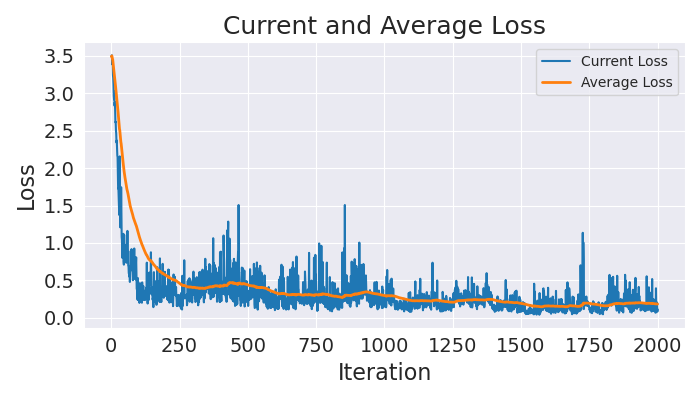 Current and Average Loss
Current Loss
Average Loss
3.5
3.0
2.5
2.0
1.5
1.0
0.5
0.0
Loss
0 250 500 750 1000 1250 1500 1750 2000
Iteration